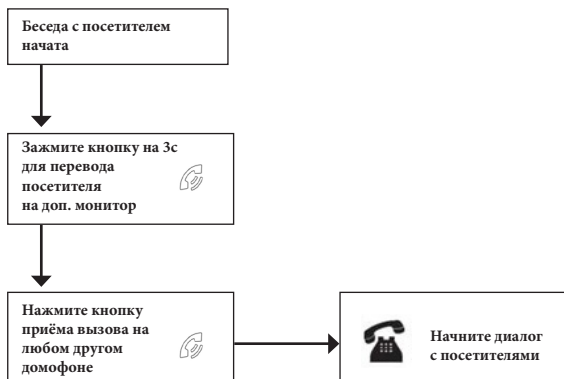 Беседа с посетителем
начата
Зажмите кнопку на 3с
для перевода
посетителя
на доп. монитор
Нажмите кнопку
приёма вызова на
любом другом
домофоне
Начните диалог
с посетителями